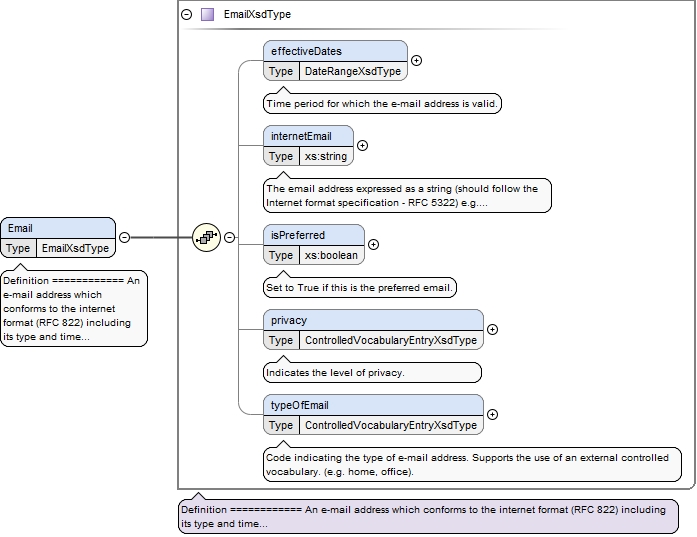 EmailXsdType
effectiveDates
Type DateRangeXsdType
Time period for which the e-mail address is valid.
internetEmail
Type xs:string
The email address expressed as a string (should follow the
Internet format specification - RFC 5322) e.g....
Email
Type EmailXsdType
Definition ============ An
e-mail address which
conforms to the internet
format (RFC 822) including
its type and time...
isPreferred
Type xs:boolean
Set to True if this is the preferred email.
privacy
Type ControlledVocabularyEntryXsdType
Indicates the level of privacy.
typeOfEmail
Type ControlledVocabularyEntryXsdType
Code indicating the type of e-mail address. Supports the use of an external controlled
vocabulary. (e.g. home, office).
Definition ============ An e-mail address which conforms to the internet format (RFC 822) including
its type and time...